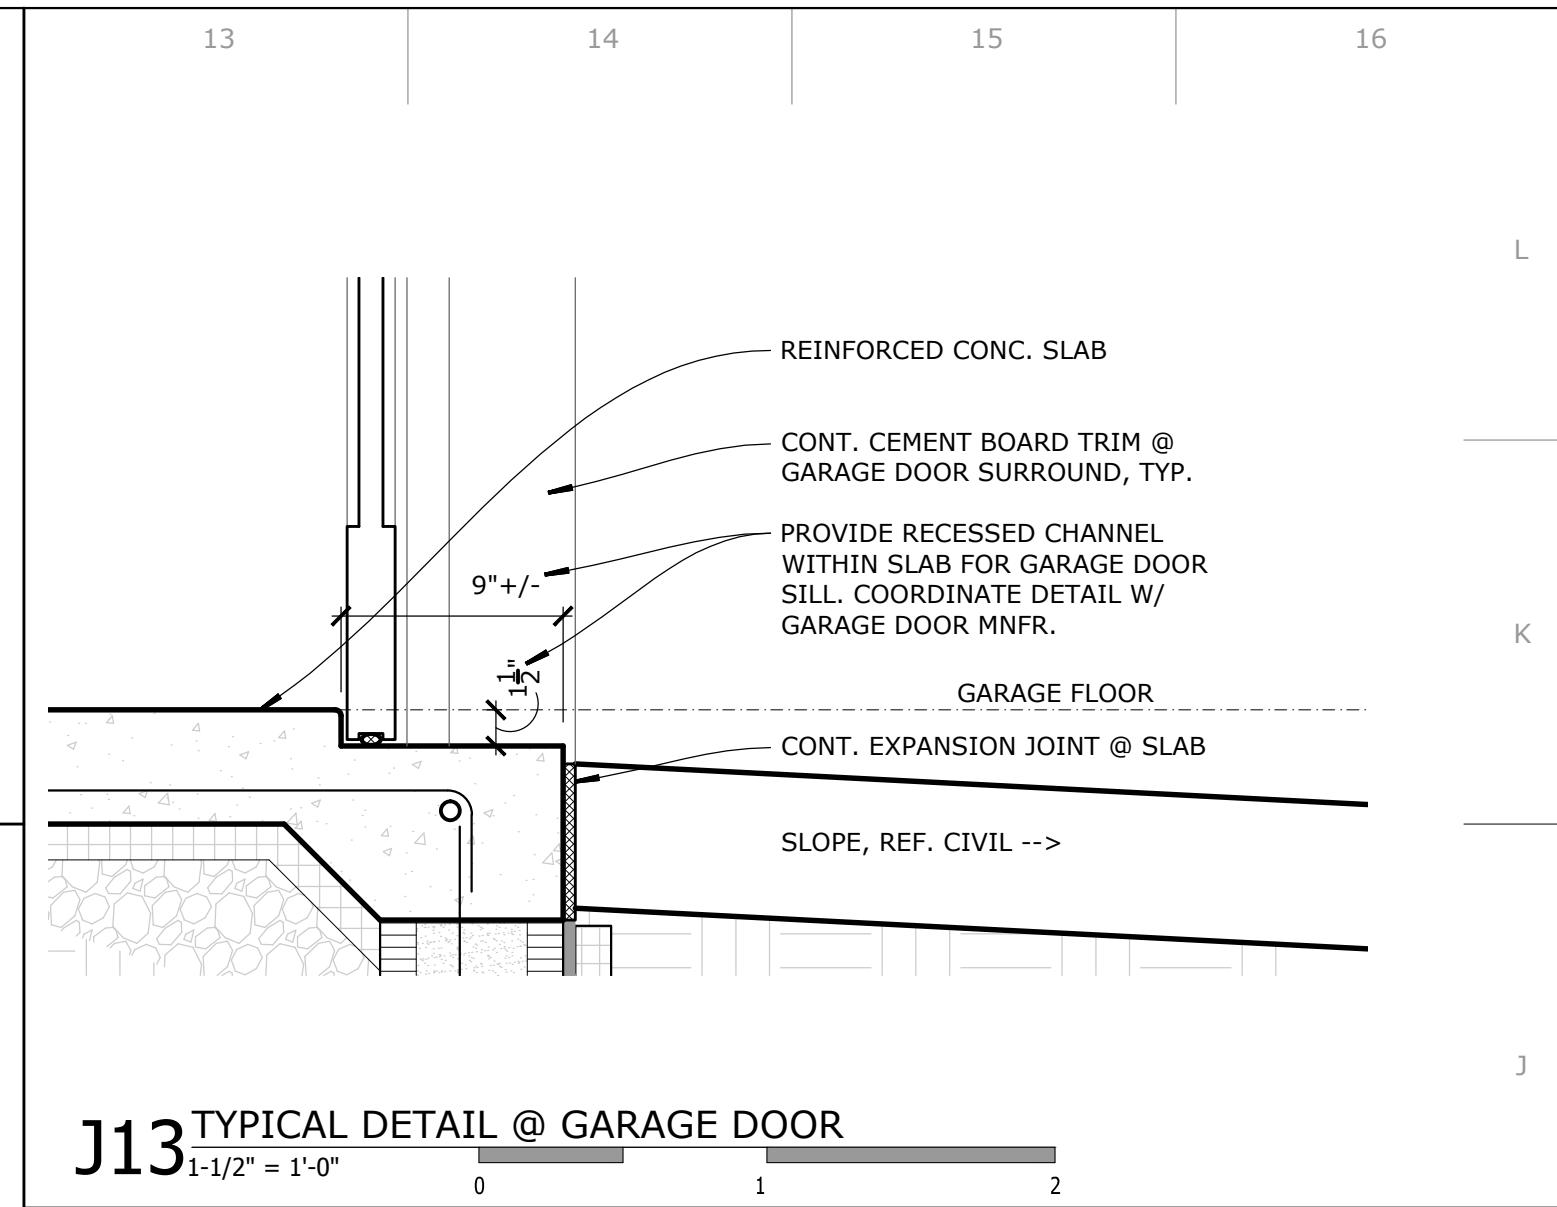 13 14 15 16
L
REINFORCED CONC. SLAB
CONT. CEMENT BOARD TRIM @
GARAGE DOOR SURROUND, TYP.
PROVIDE RECESSED CHANNEL
WITHIN SLAB FOR GARAGE DOOR
SILL. COORDINATE DETAIL W/
GARAGE DOOR MNFR.
9"+/-
K
1 1/2"
GARAGE FLOOR
CONT. EXPANSION JOINT @ SLAB
SLOPE, REF. CIVIL -->
J
J13 TYPICAL DETAIL @ GARAGE DOOR
1-1/2" = 1'-0"
0 1 2